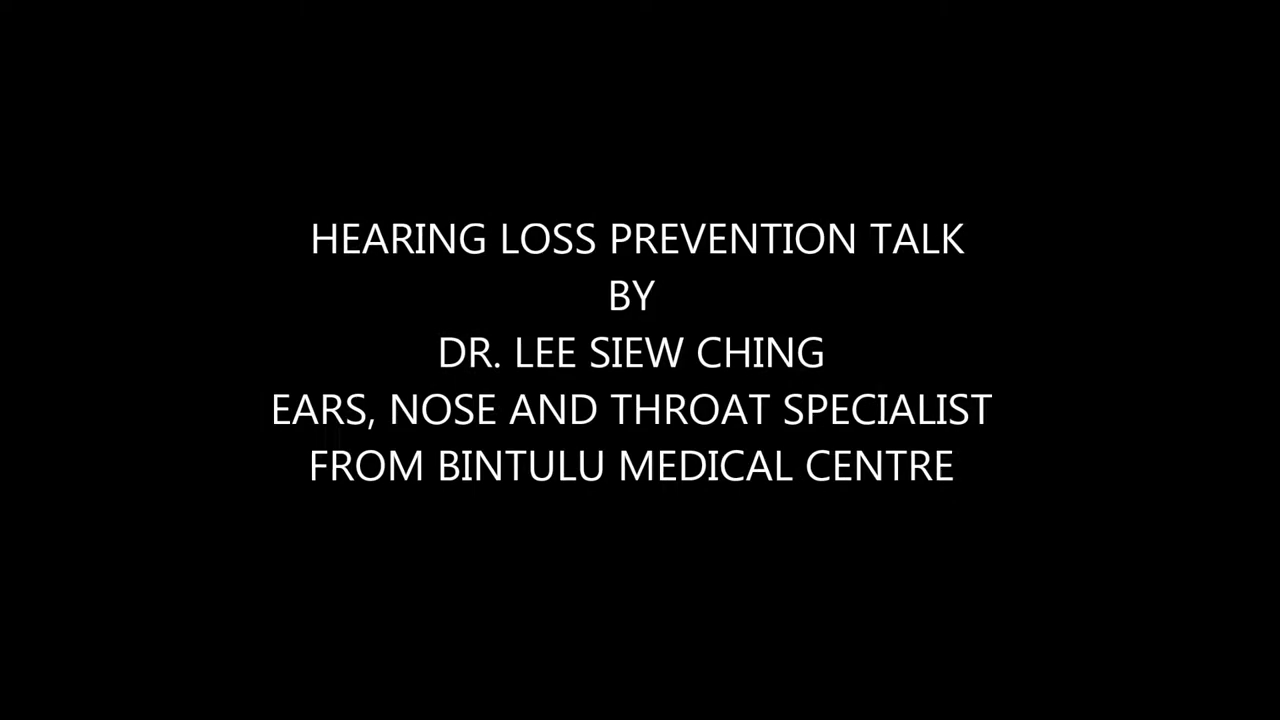 HEARING LOSS PREVENTION TALK
BY
DR. LEE SIEW CHING
EARS, NOSE AND THROAT SPECIALIST
FROM BINTULU MEDICAL CENTRE